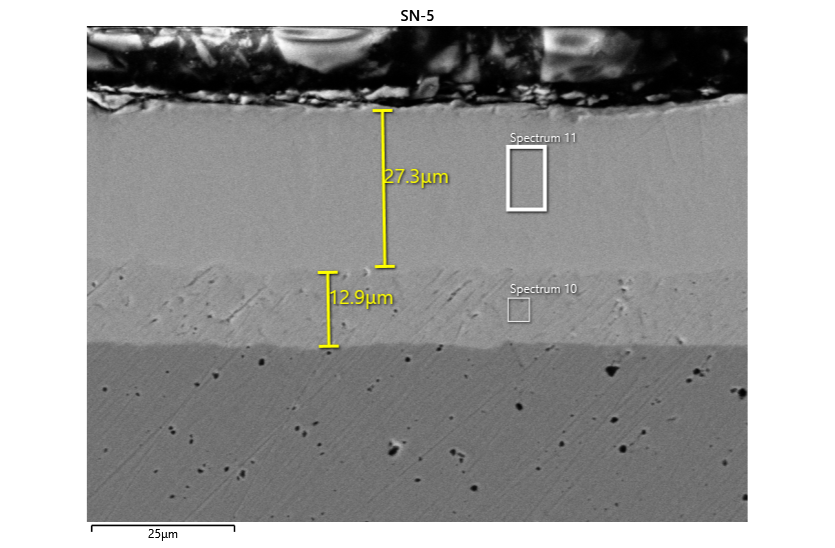 SN-5
Spectrum 11
27.3µm
Spectrum 10
12.9µm
25µm